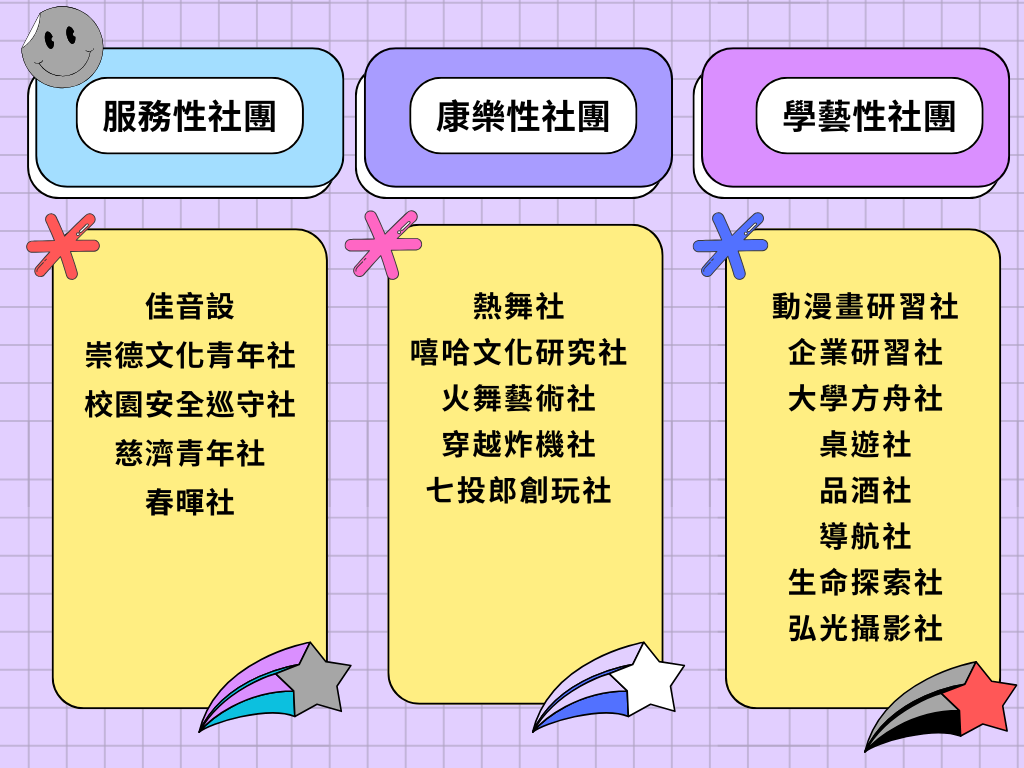 服務性社團
佳音設
崇德文化青年社
校園安全巡守社
慈濟青年社
春暉社
康樂性社團
熱舞社
嘻哈文化研究社
火舞藝術社
穿越炸機社
七投郎創玩社
學藝性社團
動漫畫研習社
企業研習社
大學方舟社
桌遊社
品酒社
導航社
生命探索社
弘光攝影社